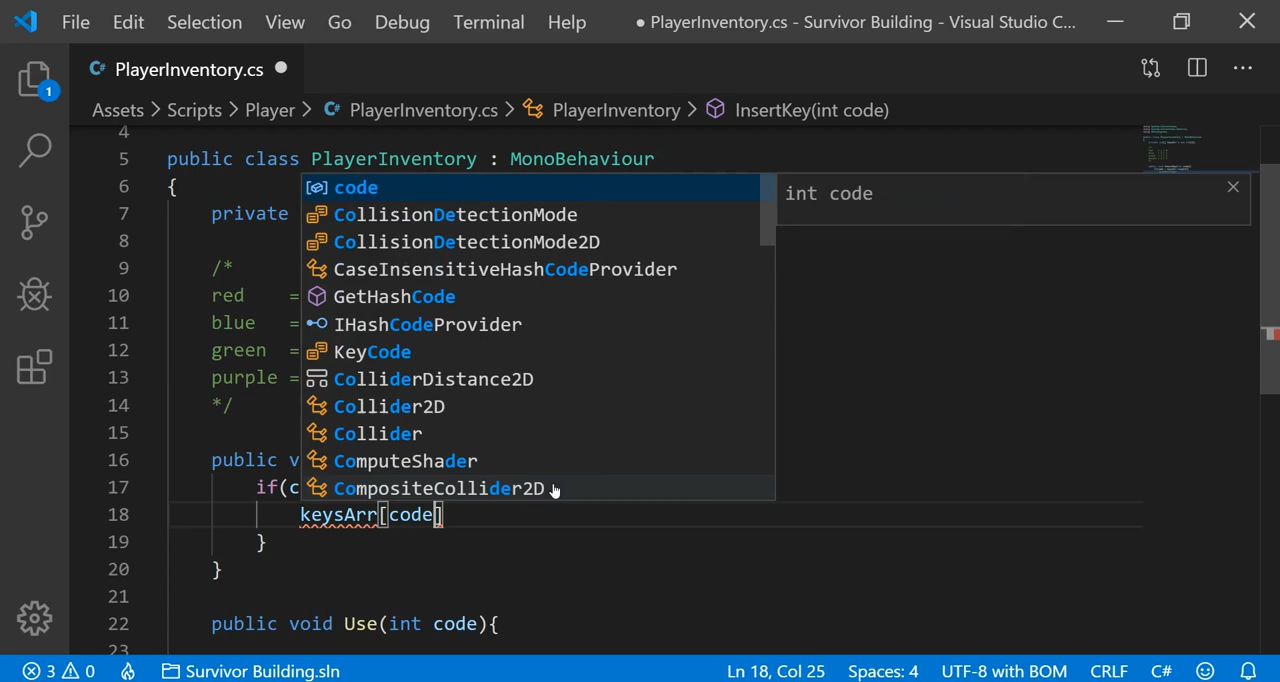 File Edit Selection View Go Debug Terminal Help ● PlayerInventory.cs - Survivor Building - Visual Studio C...
C# PlayerInventory.cs ●
Assets > Scripts > Player > C# PlayerInventory.cs > PlayerInventory > InsertKey(int code)
4
5 public class PlayerInventory : MonoBehaviour
6 {
7 private
8
9 /*
10 red =
11 blue =
12 green =
13 purple =
14 */
15
16 public v
17 if(c
18 keysArr[code]
19 }
20 }
21
22 public void Use(int code){
23
code
CollisionDetectionMode
CollisionDetectionMode2D
CaseInsensitiveHashCodeProvider
GetHashCode
IHashCodeProvider
KeyCode
ColliderDistance2D
Collider2D
Collider
ComputeShader
CompositeCollider2D
int code
1
3 0 Survivor Building.sln Ln 18, Col 25 Spaces: 4 UTF-8 with BOM CRLF C#